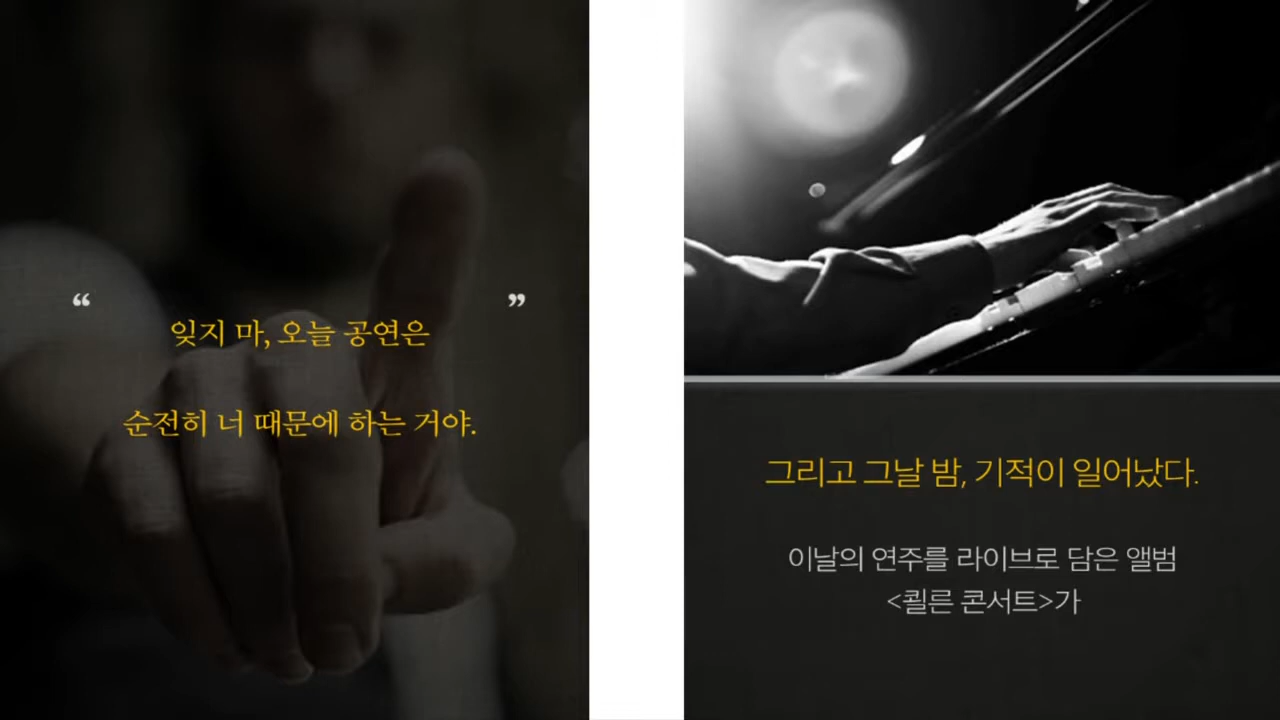 “ ”
잊지 마, 오늘 공연은
순전히 너 때문에 하는 거야.
그리고 그날 밤, 기적이 일어났다.
이날의 연주를 라이브로 담은 앨범
<쾰른 콘서트>가